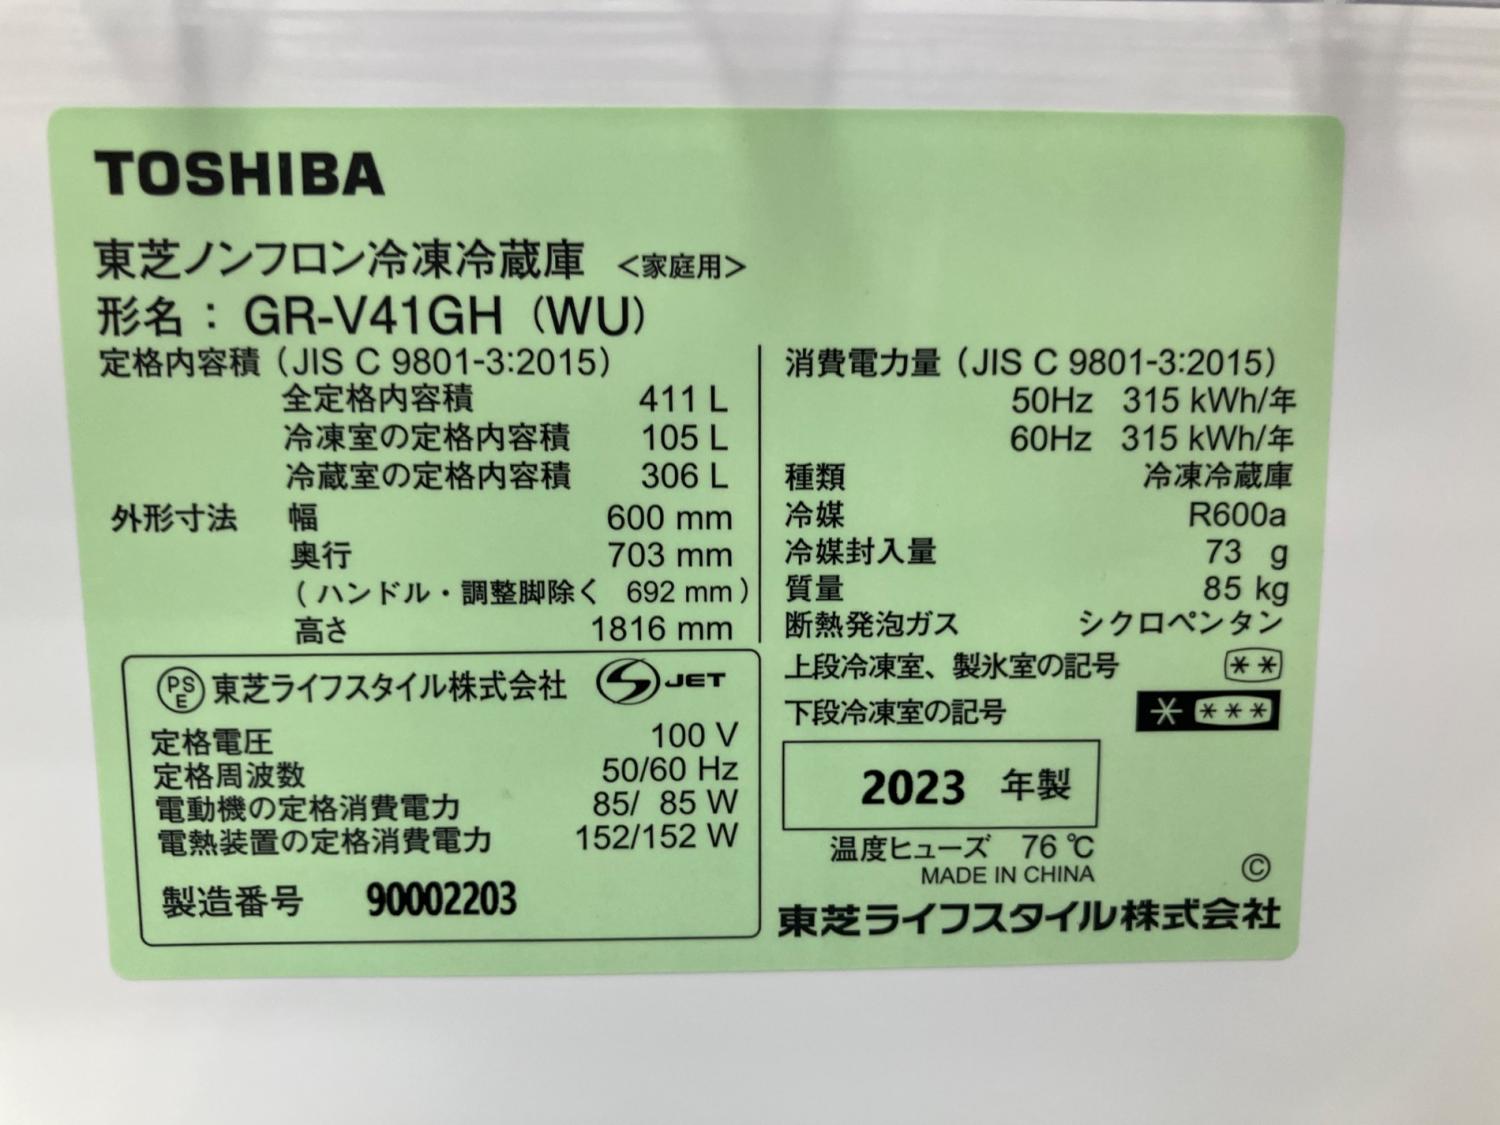 TOSHIBA
東芝ノンフロン冷凍冷蔵庫 <家庭用>
形名: GR-V41GH (WU)
定格内容積 (JIS C 9801-3:2015)
全定格内容積 411 L
冷凍室の定格内容積 105 L
冷蔵室の定格内容積 306 L
外形寸法 幅 600 mm
奥行 703 mm
(ハンドル・調整脚除く 692 mm)
高さ 1816 mm
消費電力量 (JIS C 9801-3:2015)
50Hz 315 kWh/年
60Hz 315 kWh/年
種類 冷凍冷蔵庫
冷媒 R600a
冷媒封入量 73 g
質量 85 kg
断熱発泡ガス シクロペンタン
上段冷凍室、製氷室の記号 **
下段冷凍室の記号 * ***
PSE 東芝ライフスタイル株式会社 JET
定格電圧 100 V
定格周波数 50/60 Hz
電動機の定格消費電力 85/ 85 W
電熱装置の定格消費電力 152/152 W
製造番号 90002203
2023 年製
温度ヒューズ 76℃
MADE IN CHINA
©
東芝ライフスタイル株式会社